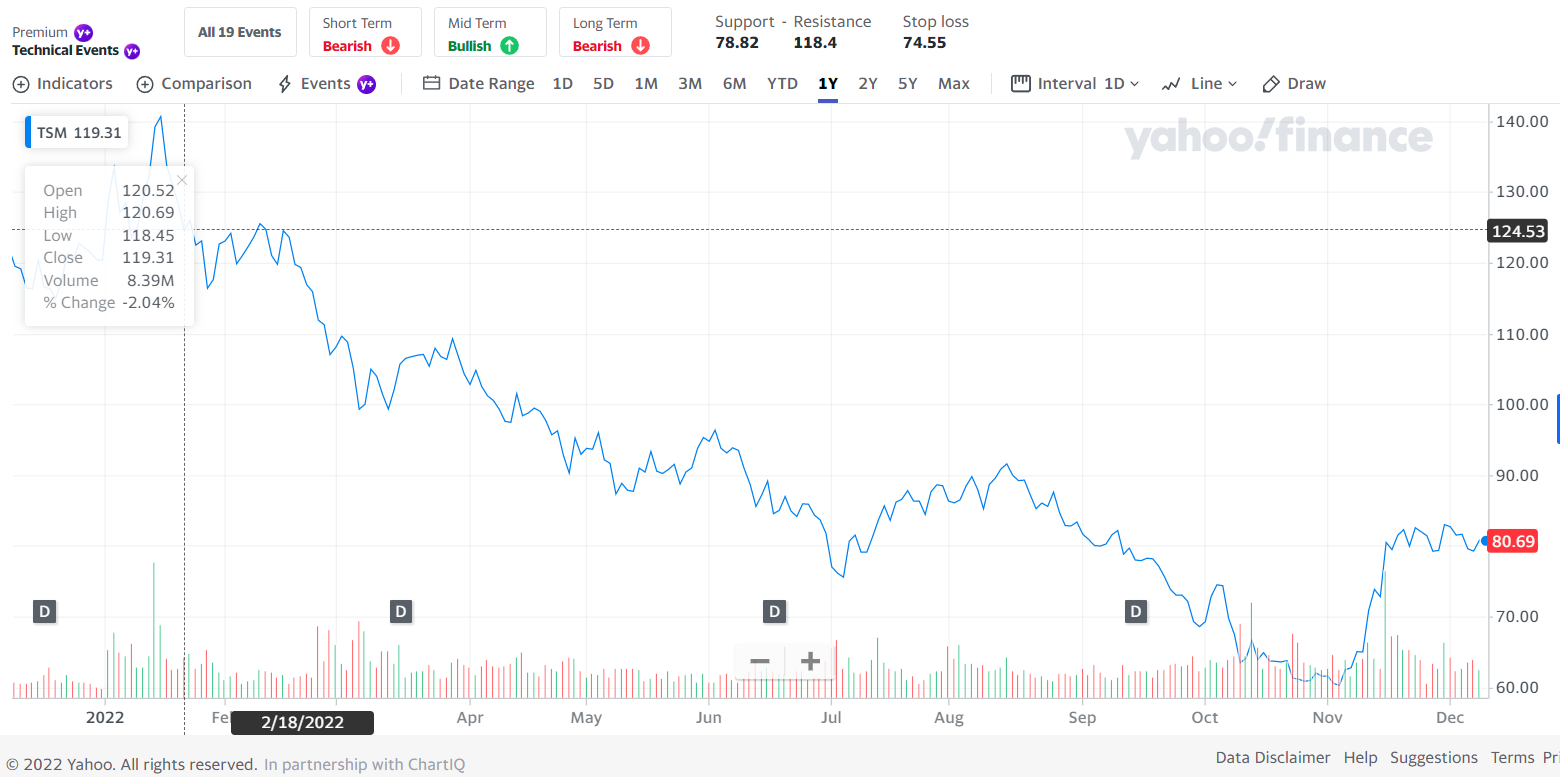 Premium y+
Technical Events y+
All 19 Events
Short Term
Bearish
Mid Term
Bullish
Long Term
Bearish
Support - Resistance
78.82 118.4
Stop loss
74.55
Indicators Comparison Events y+ Date Range 1D 5D 1M 3M 6M YTD 1Y 2Y 5Y Max Interval 1D Line Draw
TSM 119.31
Open 120.52
High 120.69
Low 118.45
Close 119.31
Volume 8.39M
% Change -2.04%
yahoo!finance
140.00
130.00
124.53
120.00
110.00
100.00
90.00
80.69
70.00
60.00
D D D D
2022 Fe 2/18/2022 Apr May Jun Jul Aug Sep Oct Nov Dec
© 2022 Yahoo. All rights reserved. In partnership with ChartIQ
Data Disclaimer Help Suggestions Terms Pri